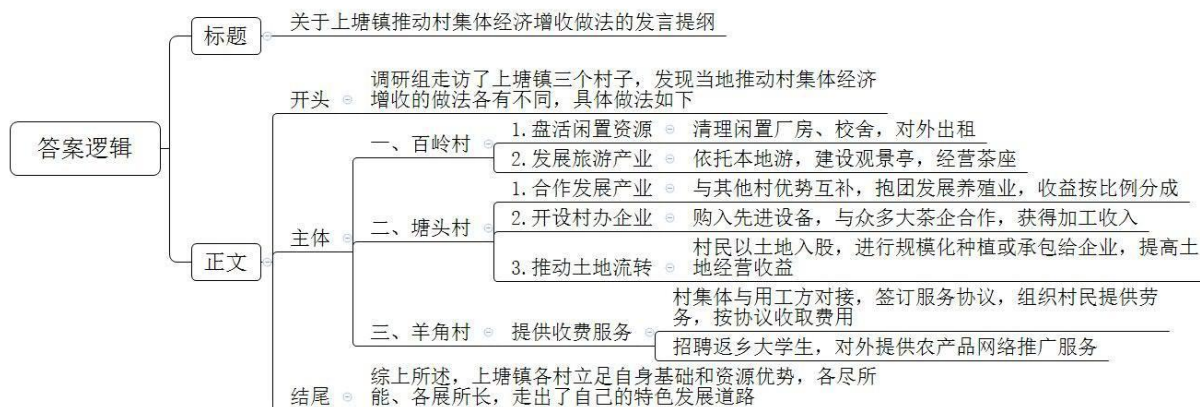 答案逻辑
标题
关于上塘镇推动村集体经济增收做法的发言提纲
正文
开头
调研组走访了上塘镇三个村子，发现当地推动村集体经济
增收的做法各有不同，具体做法如下
主体
一、百岭村
1.盘活闲置资源
清理闲置厂房、校舍，对外出租
2.发展旅游产业
依托本地游，建设观景亭，经营茶座
二、塘头村
1.合作发展产业
与其他村优势互补，抱团发展养殖业，收益按比例分成
2.开设村办企业
购入先进设备，与众多大茶企合作，获得加工收入
3.推动土地流转
村民以土地入股，进行规模化种植或承包给企业，提高土
地经营收益
三、羊角村
提供收费服务
村集体与用工方对接，签订服务协议，组织村民提供劳
务，按协议收取费用
招聘返乡大学生，对外提供农产品网络推广服务
结尾
综上所述，上塘镇各村立足自身基础和资源优势，各尽所
能、各展所长，走出了自己的特色发展道路